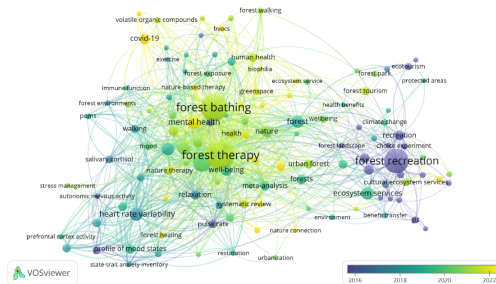 forest walking
volatile organic compounds
bvocs
covid-19
exercise
human health
biophilia
forest exposure
ecotourism
forest park
protected areas
immune function
nature-based therapy
ecosystem service
greenspace
forest tourism
forest environments
health benefits
forest bathing
poms
mental health
walking
health
nature
forest
wellbeing
climate change
recreation
mood
forest landscape
choice experiment
salivary cortisol
forest therapy
forest recreation
nature therapy
well-being
urban forest
stress management
meta-analysis
forests
cultural ecosystem services
autonomic nervous activity
relaxation
ecosystem services
systematic review
heart rate variability
environment
benefit transfer
gis
pulse rate
prefrontal cortex activity
forest healing
nature connection
profile of mood states
restoration
urbanization
state-trait anxiety inventory
VOSviewer
2016 2018 2020 2022